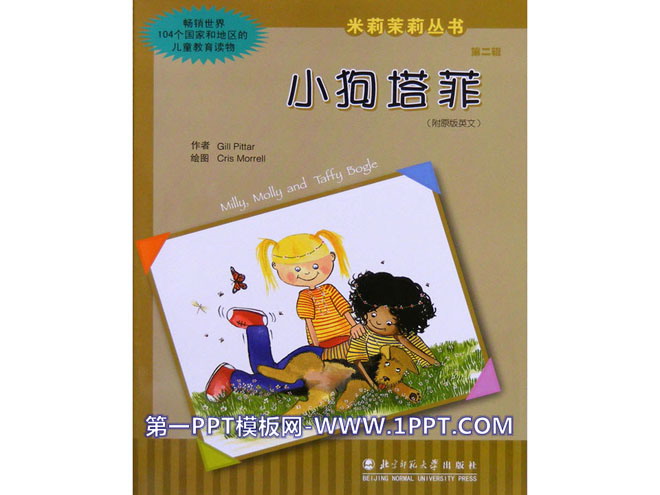 畅销世界
104个国家和地区的
儿童教育读物
米莉茉莉丛书
第二辑
小狗塔菲
（附原版英文）
作者 Gill Pittar
绘图 Cris Morrell
Milly, Molly and Taffy Bogle
第一PPT模板网-WWW.1PPT.COM
北京师范大学出版社
BEIJING NORMAL UNIVERSITY PRESS